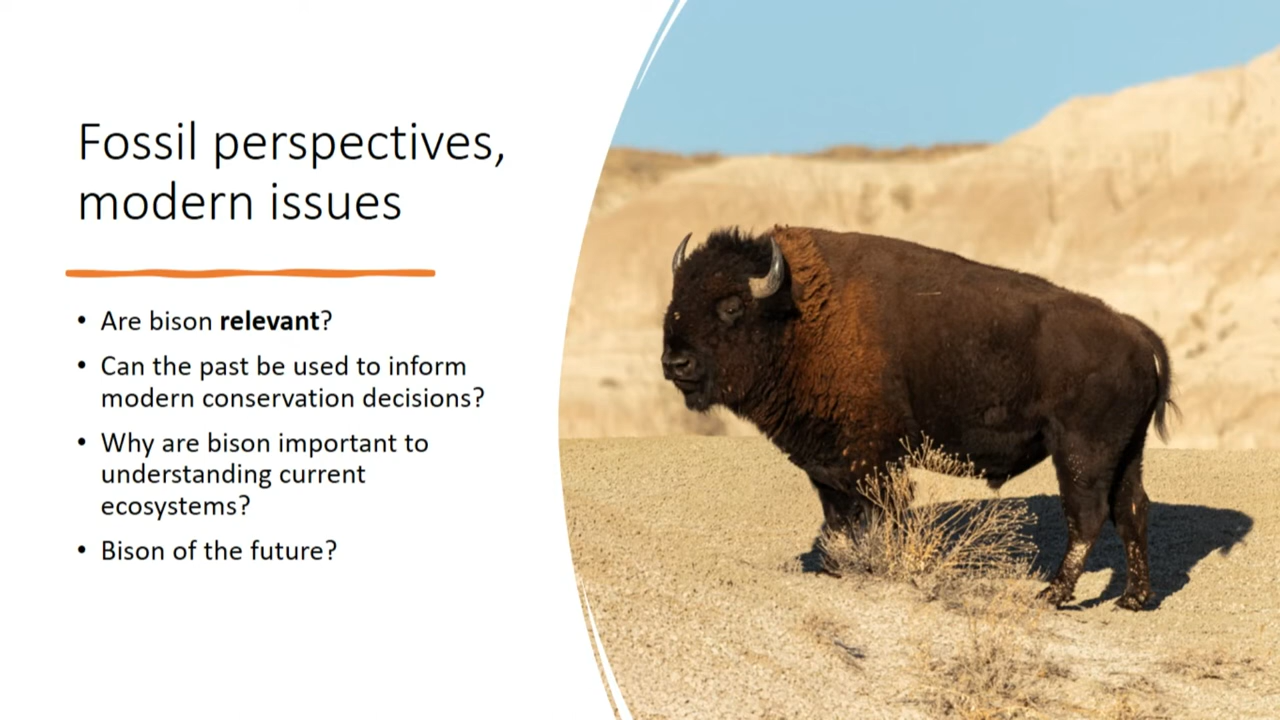 Fossil perspectives,
modern issues
• Are bison relevant?
• Can the past be used to inform
modern conservation decisions?
• Why are bison important to
understanding current
ecosystems?
• Bison of the future?